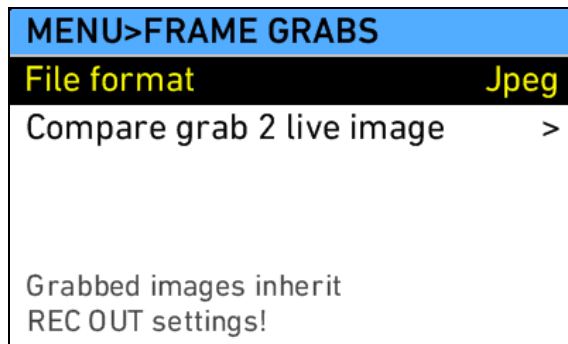 MENU>FRAME GRABS
File format Jpeg
Compare grab 2 live image >
Grabbed images inherit
REC OUT settings!